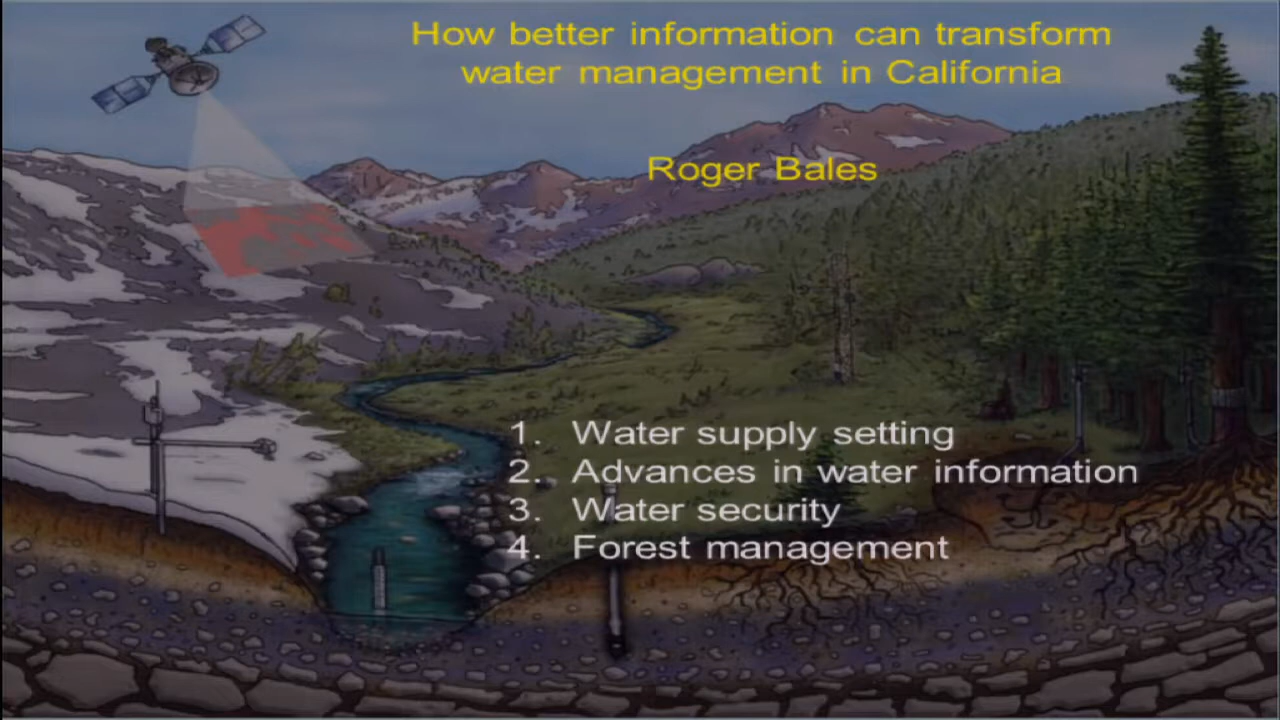 How better information can transform
water management in California
Roger Bales
1. Water supply setting
2. Advances in water information
3. Water security
4. Forest management